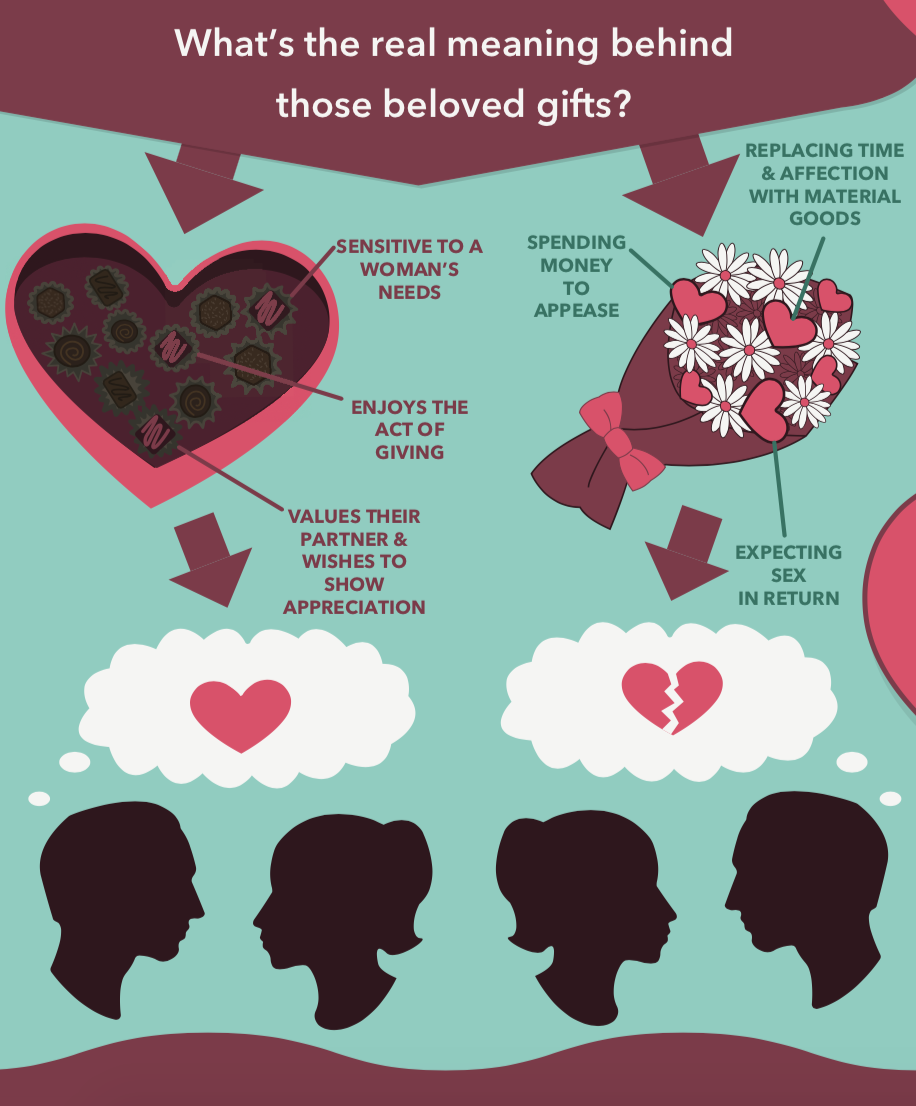 What's the real meaning behind
those beloved gifts?
SENSITIVE TO A
WOMAN'S
NEEDS
ENJOYS THE
ACT OF
GIVING
VALUES THEIR
PARTNER &
WISHES TO
SHOW
APPRECIATION
SPENDING
MONEY
TO
APPEASE
REPLACING TIME
& AFFECTION
WITH MATERIAL
GOODS
EXPECTING
SEX
IN RETURN